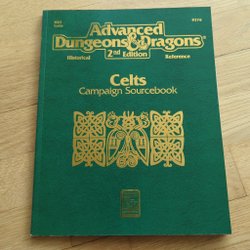 Advanced
Dungeons & Dragons®
2nd Edition
Historical Reference
Celts
Campaign Sourcebook